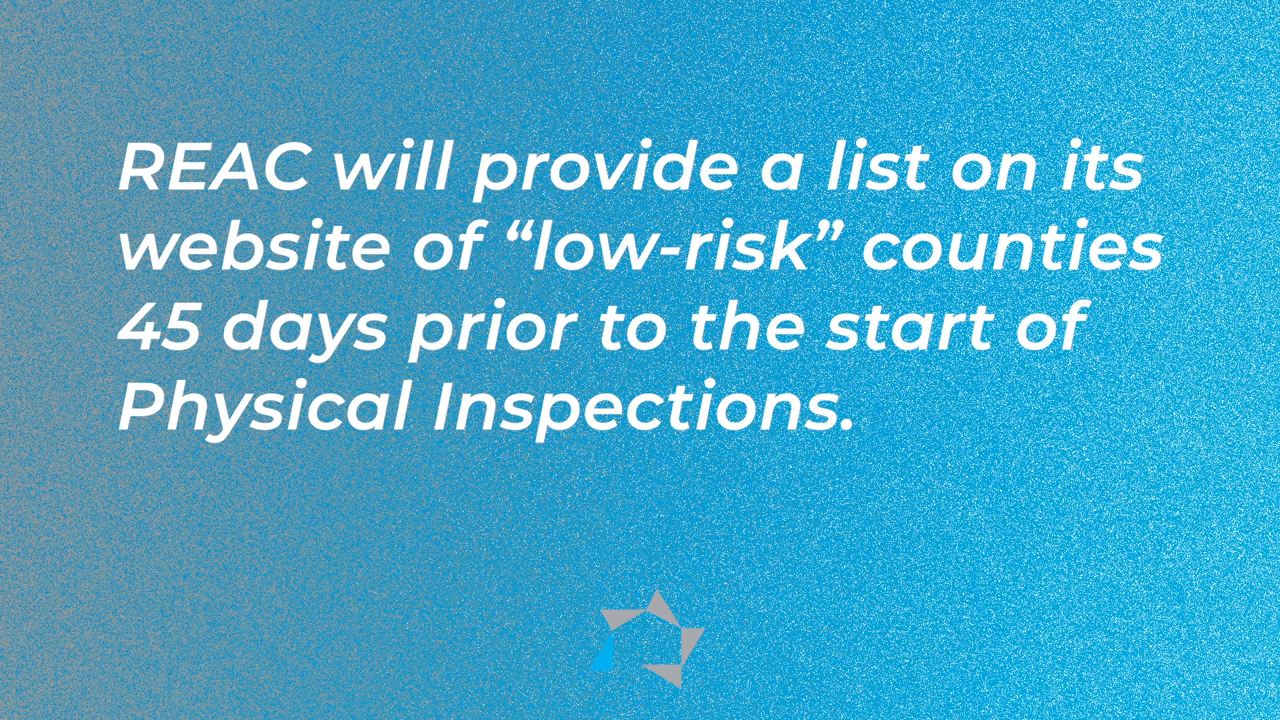 REAC will provide a list on its
website of “low-risk” counties
45 days prior to the start of
Physical Inspections.